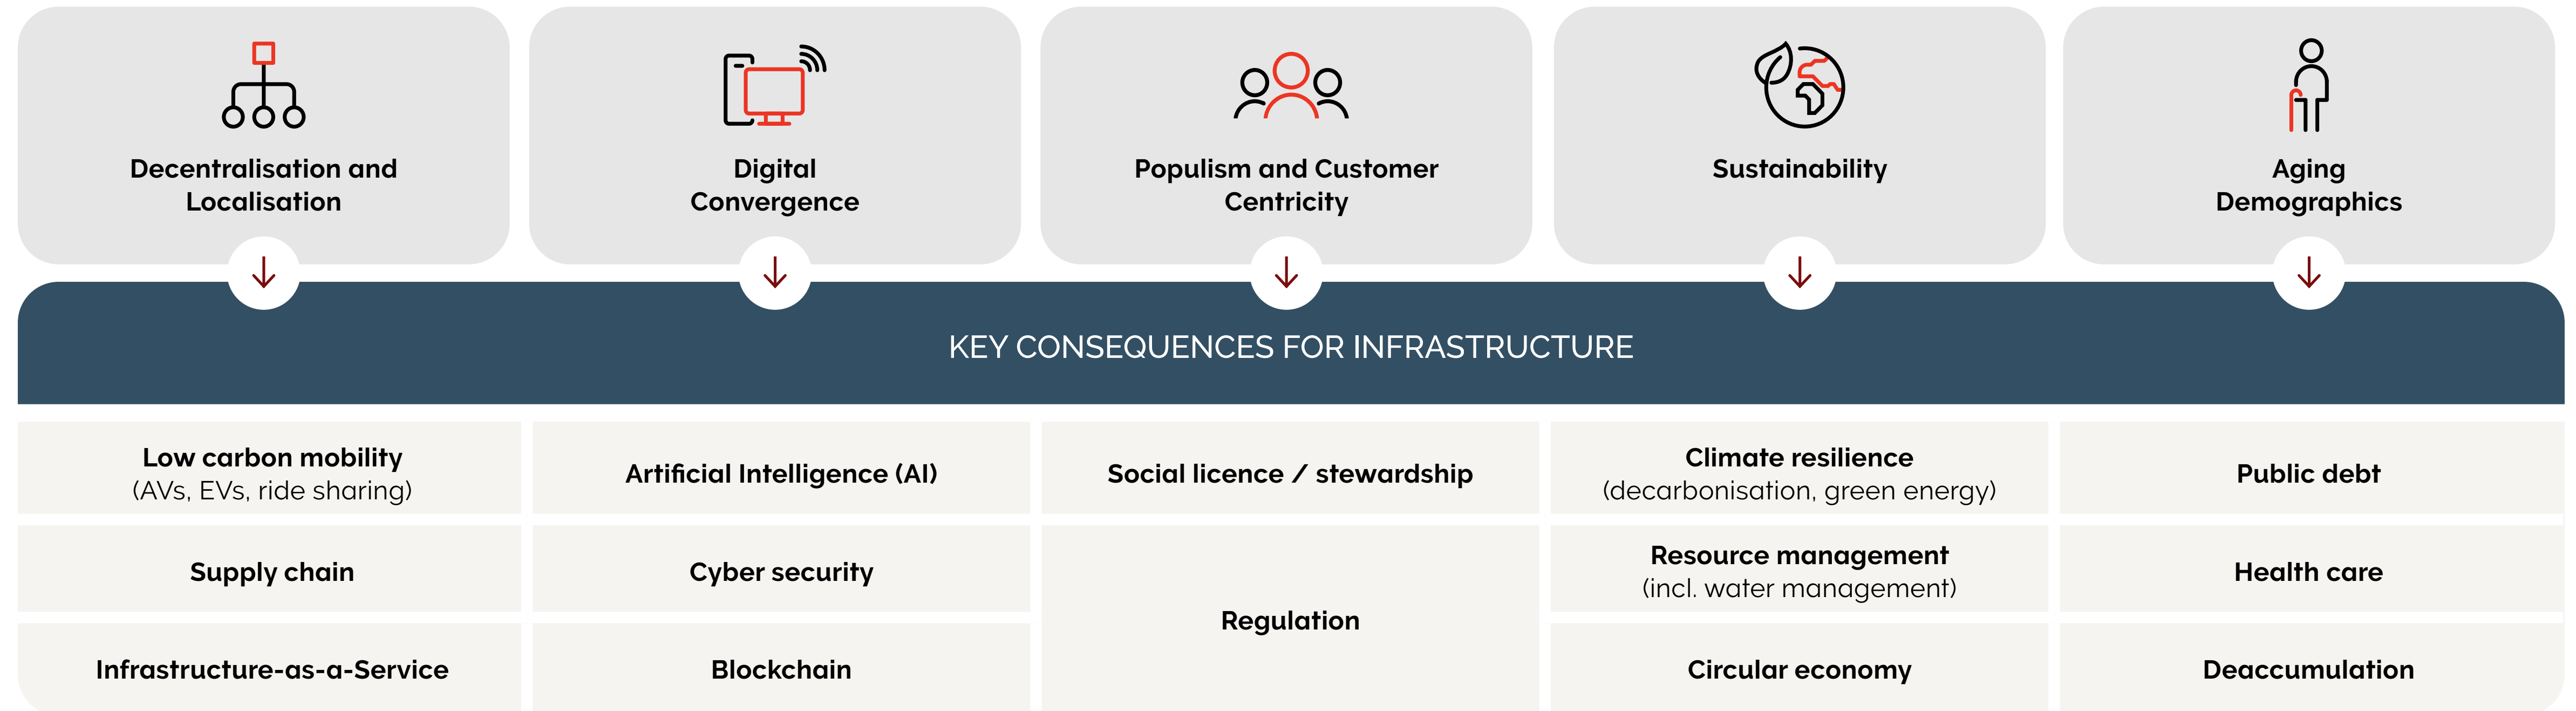 Decentralisation and
Localisation
Digital
Convergence
Populism and Customer
Centricity
Sustainability
Aging
Demographics
KEY CONSEQUENCES FOR INFRASTRUCTURE
Low carbon mobility
(AVs, EVs, ride sharing)
Artificial Intelligence (AI)
Social licence / stewardship
Climate resilience
(decarbonisation, green energy)
Public debt
Supply chain
Cyber security
Regulation
Resource management
(incl. water management)
Health care
Infrastructure-as-a-Service
Blockchain
Circular economy
Deaccumulation